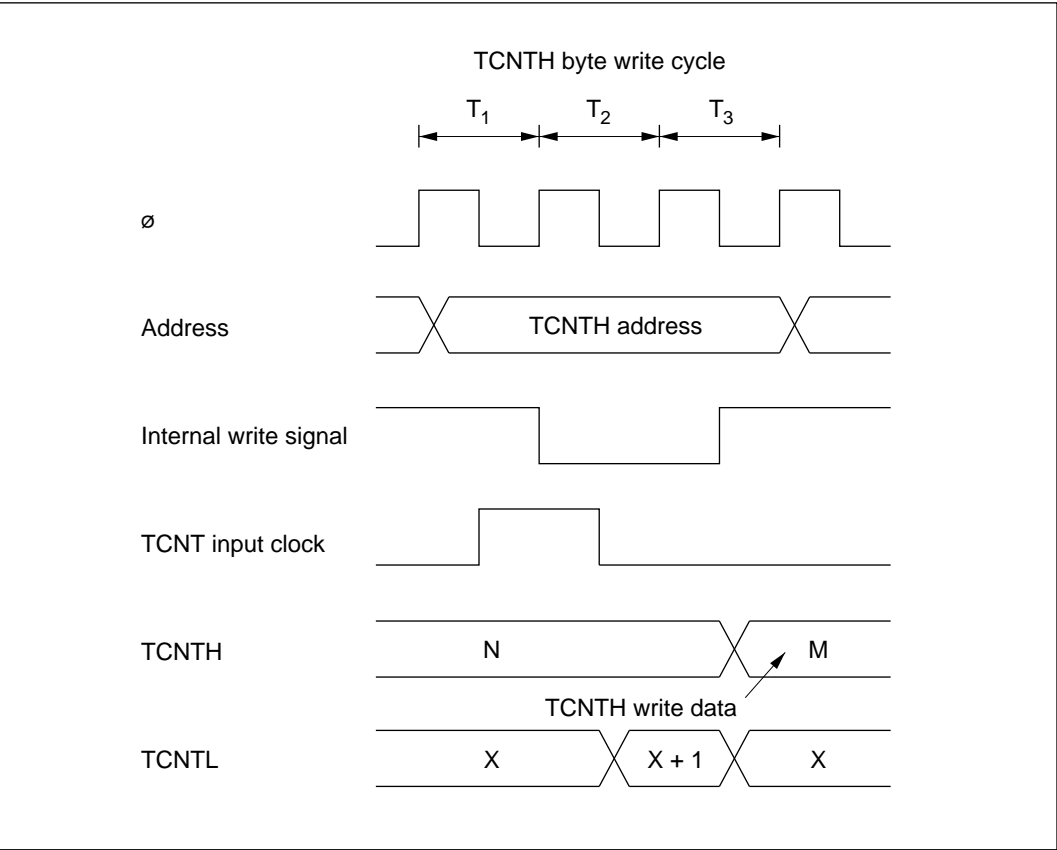 TCNTH byte write cycle
T1 T2 T3
ø
Address TCNTH address
Internal write signal
TCNT input clock
TCNTH N M
TCNTH write data
TCNTL X X + 1 X